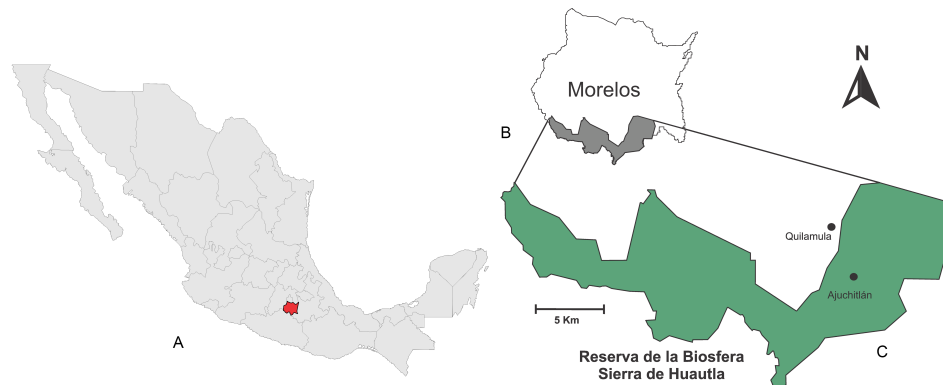 A
B
Morelos
N
Quilamula
Ajuchitlán
5 Km
Reserva de la Biosfera
Sierra de Huautla
C